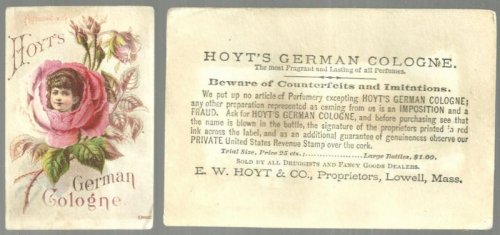 Perfumed with
HOYT'S
German
Cologne.
HOYT'S GERMAN COLOGNE.
The most Fragrant and Lasting of all Perfumes.
Beware of Counterfeits and Imitations.
We put up no article of Perfumery excepting HOYT'S GERMAN COLOGNE;
any other preparation represented as coming from us is an IMPOSITION and a
FRAUD. Ask for HOYT'S GERMAN COLOGNE, and before purchasing see that
the name is blown in the bottle, the signature of the proprietors printed in red
ink across the label, and as an additional guarantee of genuineness observe our
PRIVATE United States Revenue Stamp over the cork.
Trial Size, Price 25 cts.; Large Bottles, $1.00.
SOLD BY ALL DRUGGISTS AND FANCY GOODS DEALERS.
E. W. HOYT & CO., Proprietors, Lowell, Mass.